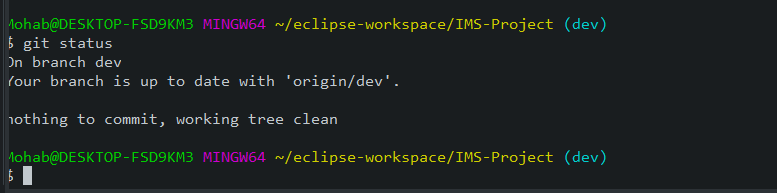 Mohab@DESKTOP-FSD9KM3 MINGW64 ~/eclipse-workspace/IMS-Project (dev)
$ git status
On branch dev
Your branch is up to date with 'origin/dev'.
nothing to commit, working tree clean
Mohab@DESKTOP-FSD9KM3 MINGW64 ~/eclipse-workspace/IMS-Project (dev)
$